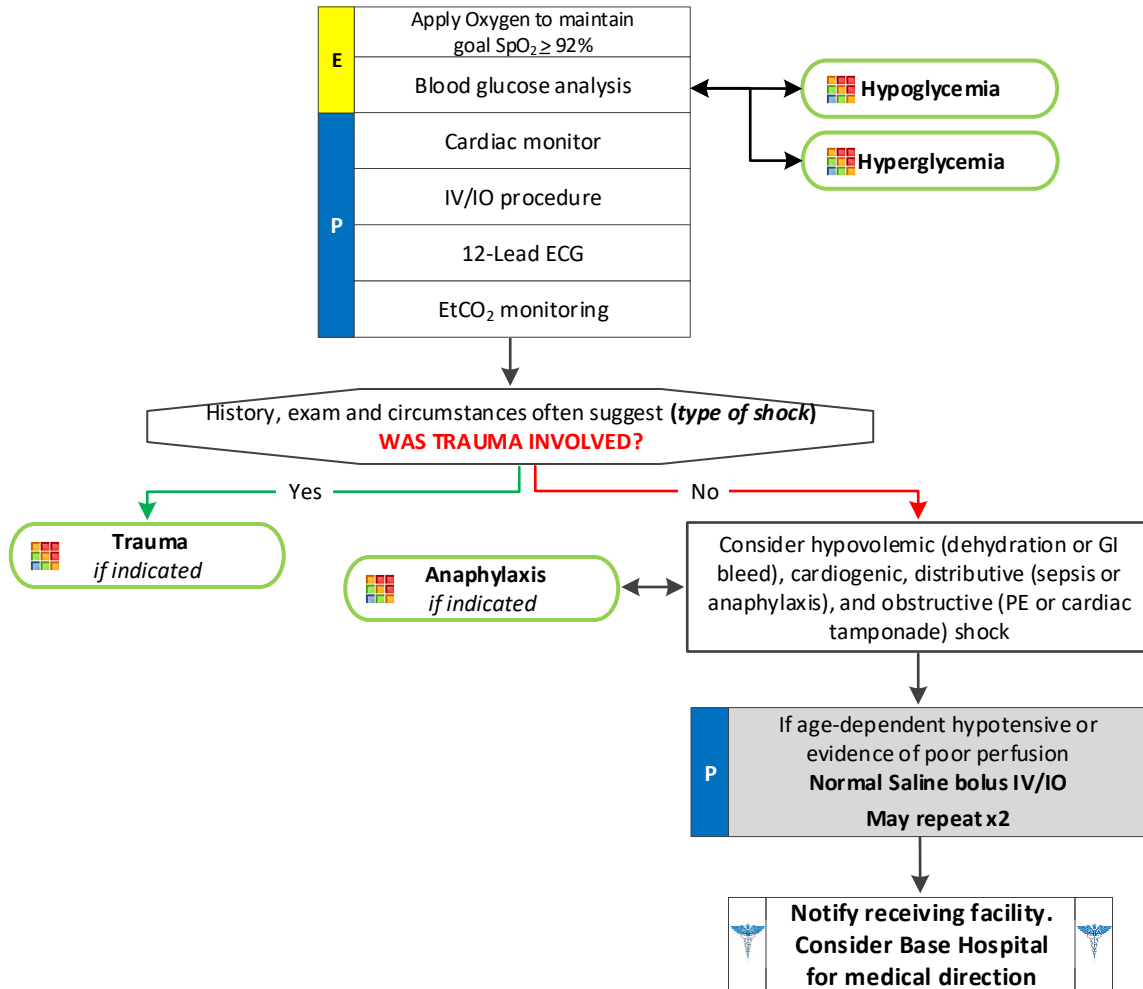 Apply Oxygen to maintain
goal SpO₂ ≥ 92%
E
Blood glucose analysis
Hypoglycemia
Hyperglycemia
Cardiac monitor
IV/IO procedure
P
12-Lead ECG
EtCO₂ monitoring
History, exam and circumstances often suggest (type of shock)
WAS TRAUMA INVOLVED?
Yes
No
Trauma
if indicated
Anaphylaxis
if indicated
Consider hypovolemic (dehydration or GI
bleed), cardiogenic, distributive (sepsis or
anaphylaxis), and obstructive (PE or cardiac
tamponade) shock
P
If age-dependent hypotensive or
evidence of poor perfusion
Normal Saline bolus IV/IO
May repeat x2
Notify receiving facility.
Consider Base Hospital
for medical direction